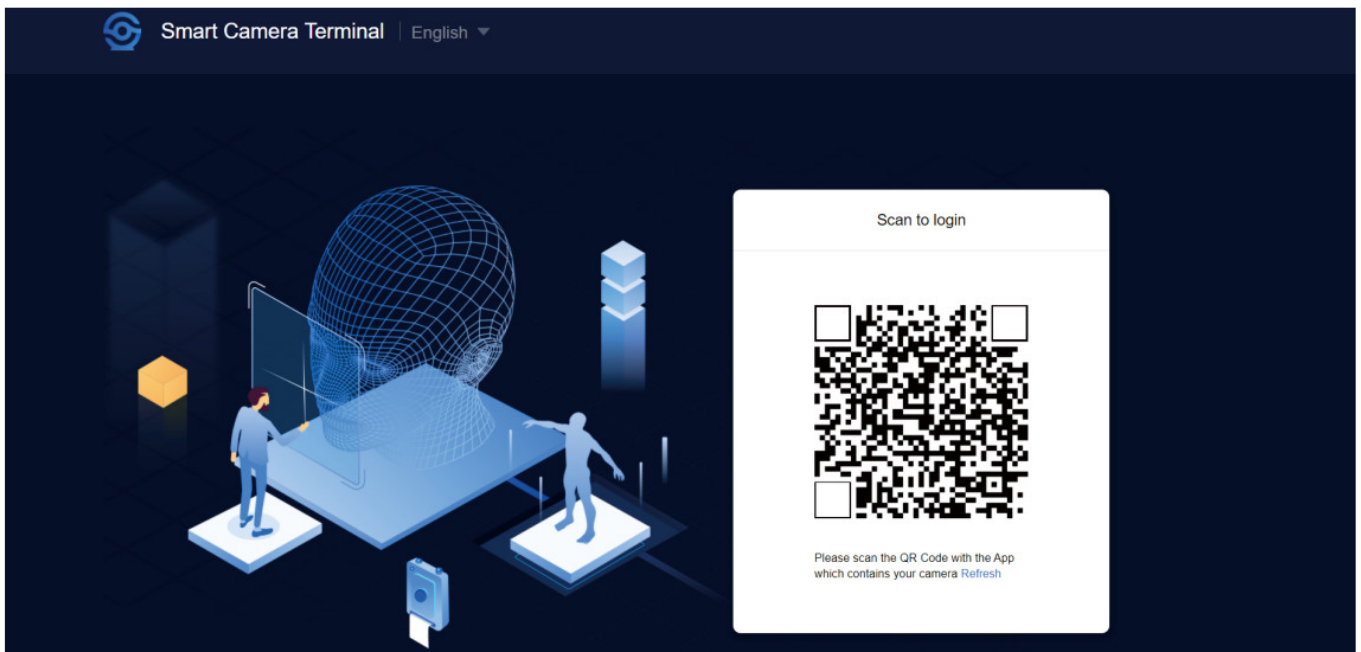 Smart Camera Terminal English
Scan to login
Please scan the QR Code with the App
which contains your camera Refresh